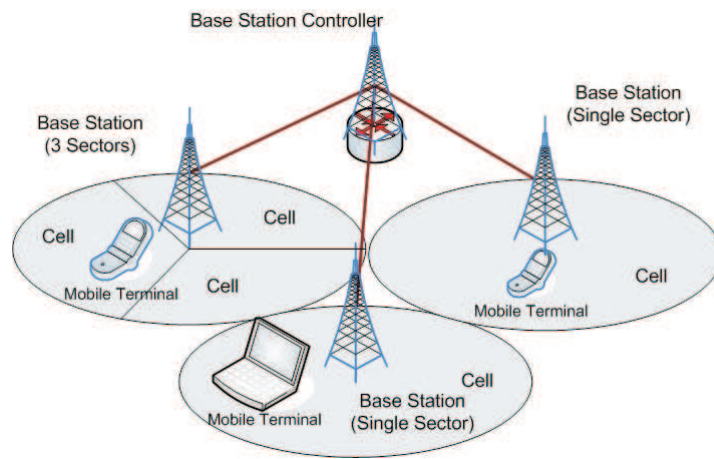 Base Station Controller
Base Station
(3 Sectors)
Base Station
(Single Sector)
Cell
Cell
Cell
Mobile Terminal
Cell
Mobile Terminal
Cell
Base Station
(Single Sector)
Mobile Terminal